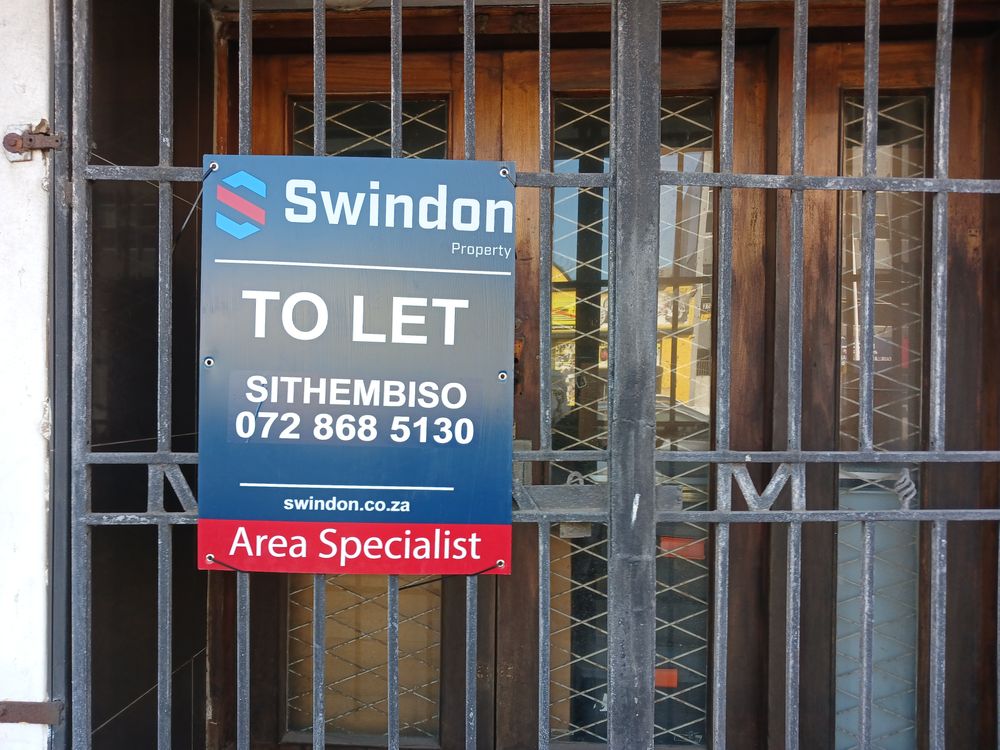 Swindon
Property
TO LET
SITHEMBISO
072 868 5130
swindon.co.za
Area Specialist
M